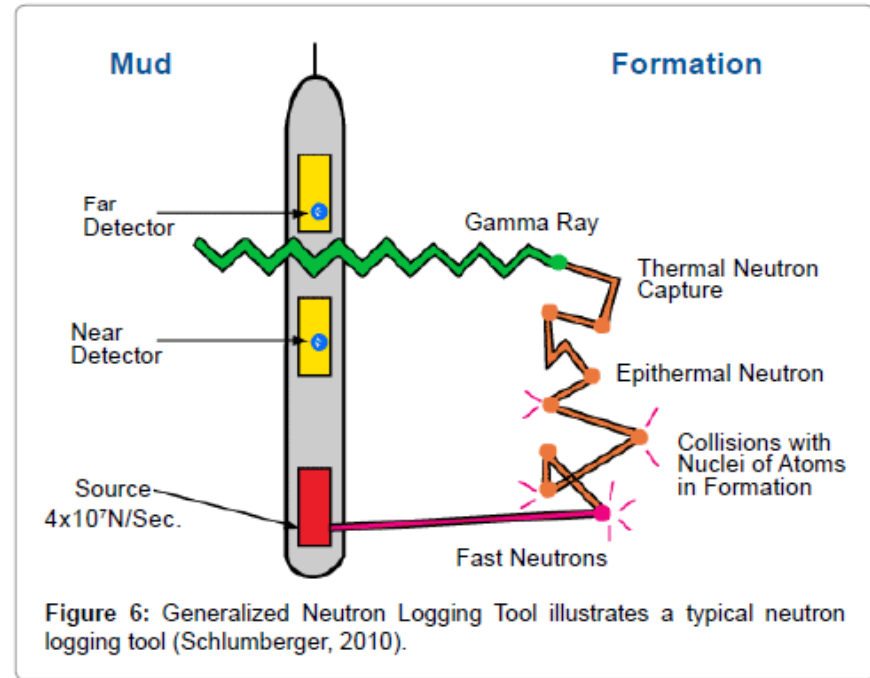 Mud
Formation
Far
Detector
Gamma Ray
Thermal Neutron
Capture
Near
Detector
Epithermal Neutron
Collisions with
Nuclei of Atoms
in Formation
Source
4x10⁷N/Sec.
Fast Neutrons
Figure 6: Generalized Neutron Logging Tool illustrates a typical neutron
logging tool (Schlumberger, 2010).